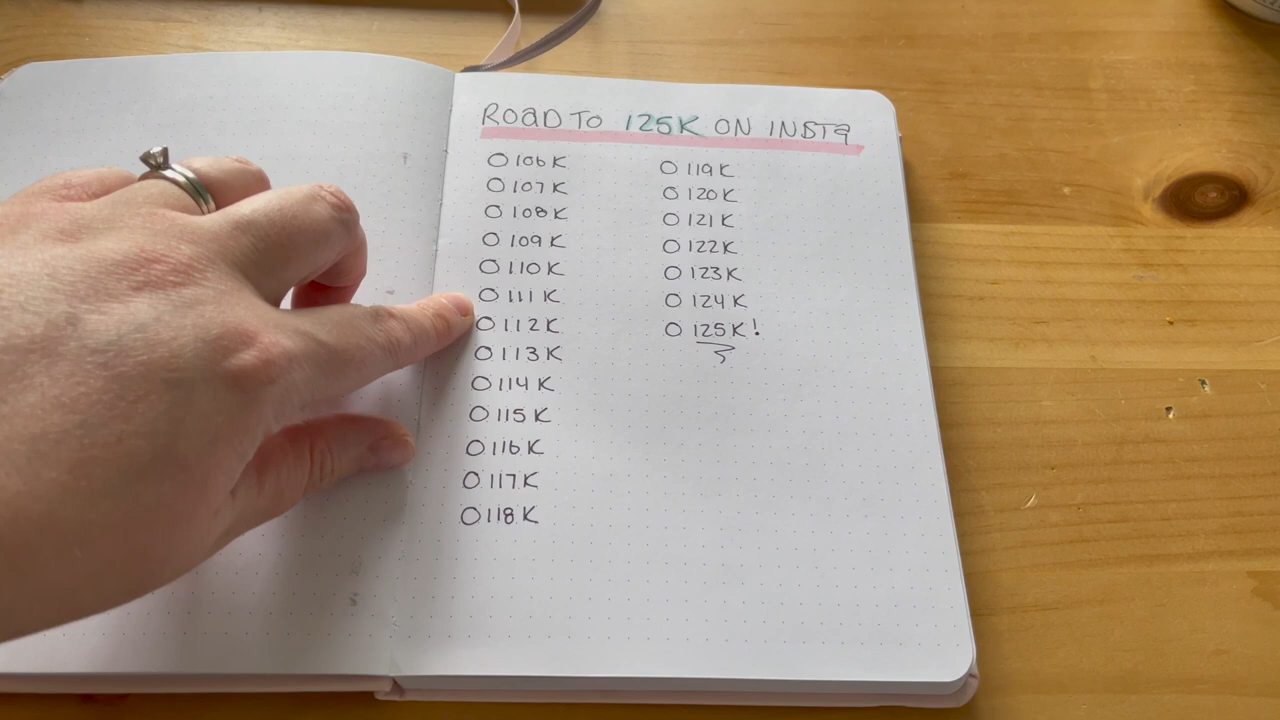 ROAD TO 125K ON INSTA
O 106K
O 107K
O 108K
O 109K
O 110K
O 111K
O 112K
O 113K
O 114K
O 115K
O 116K
O 117K
O 118K
O 119K
O 120K
O 121K
O 122K
O 123K
O 124K
O 125K!